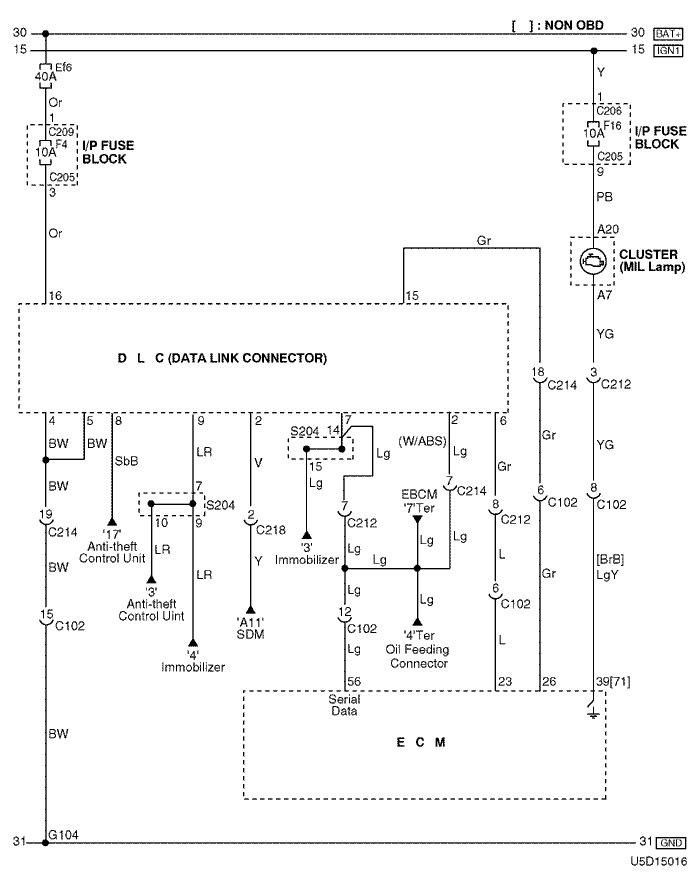 [ ] : NON OBD
30 30 BAT+
15 15 IGN1
Ef6
40A
Or
1
C209
F4
10A
C205
I/P FUSE
BLOCK
3
Or
16
Y
1
C206
F16
10A
C205
I/P FUSE
BLOCK
9
PB
A20
CLUSTER
(MIL Lamp)
A7
YG
3
C212
YG
8
C102
[BrB]
LgY
39[71]
Gr
15
18
C214
Gr
6
C102
Gr
26
D L C (DATA LINK CONNECTOR)
4 5 8 9 2 7 2 6
BW BW
BW
19
C214
BW
15
C102
BW
SbB
'17'
Anti-theft
Control Unit
LR
7
S204
10 9
LR LR
'3'
Anti-theft
Control Uint
'4'
Immobilizer
V
2
C218
Y
'A11'
SDM
S204 14
15
Lg
Lg
'3'
Immobilizer
7
C212
Lg
Lg
Lg
12
C102
Lg
56
(W/ABS)
Lg
7
C214
Lg
EBCM
'7'Ter
Lg
Lg
'4'Ter
Oil Feeding
Connector
Gr
8
C212
L
6
C102
L
23
Serial
Data
E C M
G104
31 31 GND
U5D15016